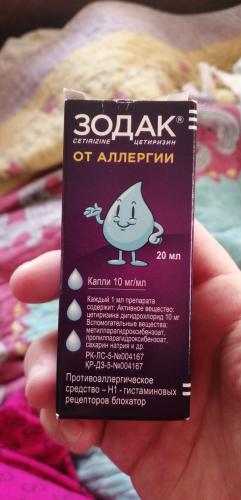 ЗОДАК®
CETIRIZINE ЦЕТИРИЗИН
ОТ АЛЛЕРГИИ
20 мл
Капли 10 мг/мл
Каждый 1 мл препарата
содержит: Активное вещество:
цетиризина дигидрохлорид 10 мг
Вспомогательные вещества:
метилпарагидроксибензоат,
пропилпарагидроксибензоат,
сахарин натрия и др.
РК-ЛС-5-№004167
ҚР-ДЗ-5-№004167
Противоаллергическое
средство – H1 - гистаминовых
рецепторов блокатор